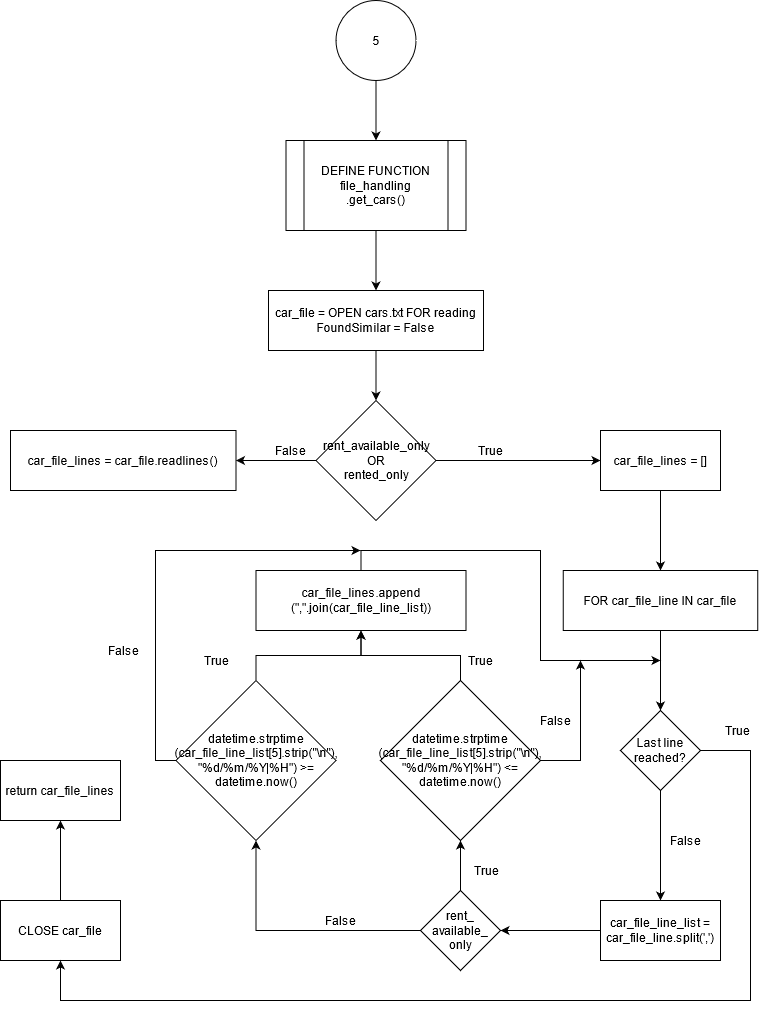 5
DEFINE FUNCTION
file_handling
.get_cars()
car_file = OPEN cars.txt FOR reading
FoundSimilar = False
rent_available_only
OR
rented_only
False
True
car_file_lines = car_file.readlines()
car_file_lines = []
car_file_lines.append
(",".join(car_file_line_list))
FOR car_file_line IN car_file
False
True
True
False
datetime.strptime
(car_file_line_list[5].strip("\n"),
"%d/%m/%Y|%H") >=
datetime.now()
datetime.strptime
(car_file_line_list[5].strip("\n"),
"%d/%m/%Y|%H") <=
datetime.now()
Last line
reached?
True
return car_file_lines
False
True
CLOSE car_file
False
rent_
available_
only
car_file_line_list =
car_file_line.split(',')